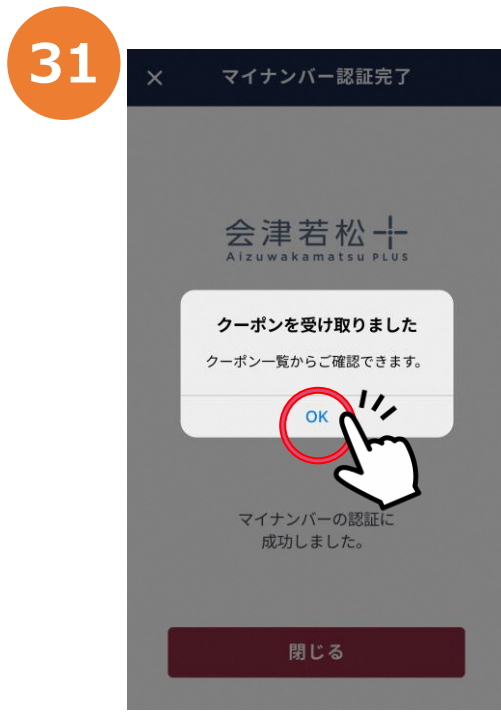 31
× マイナンバー認証完了
会津若松
Aizuwakamatsu PLUS
クーポンを受け取りました
クーポン一覧からご確認できます。
OK
マイナンバーの認証に
成功しました。
閉じる